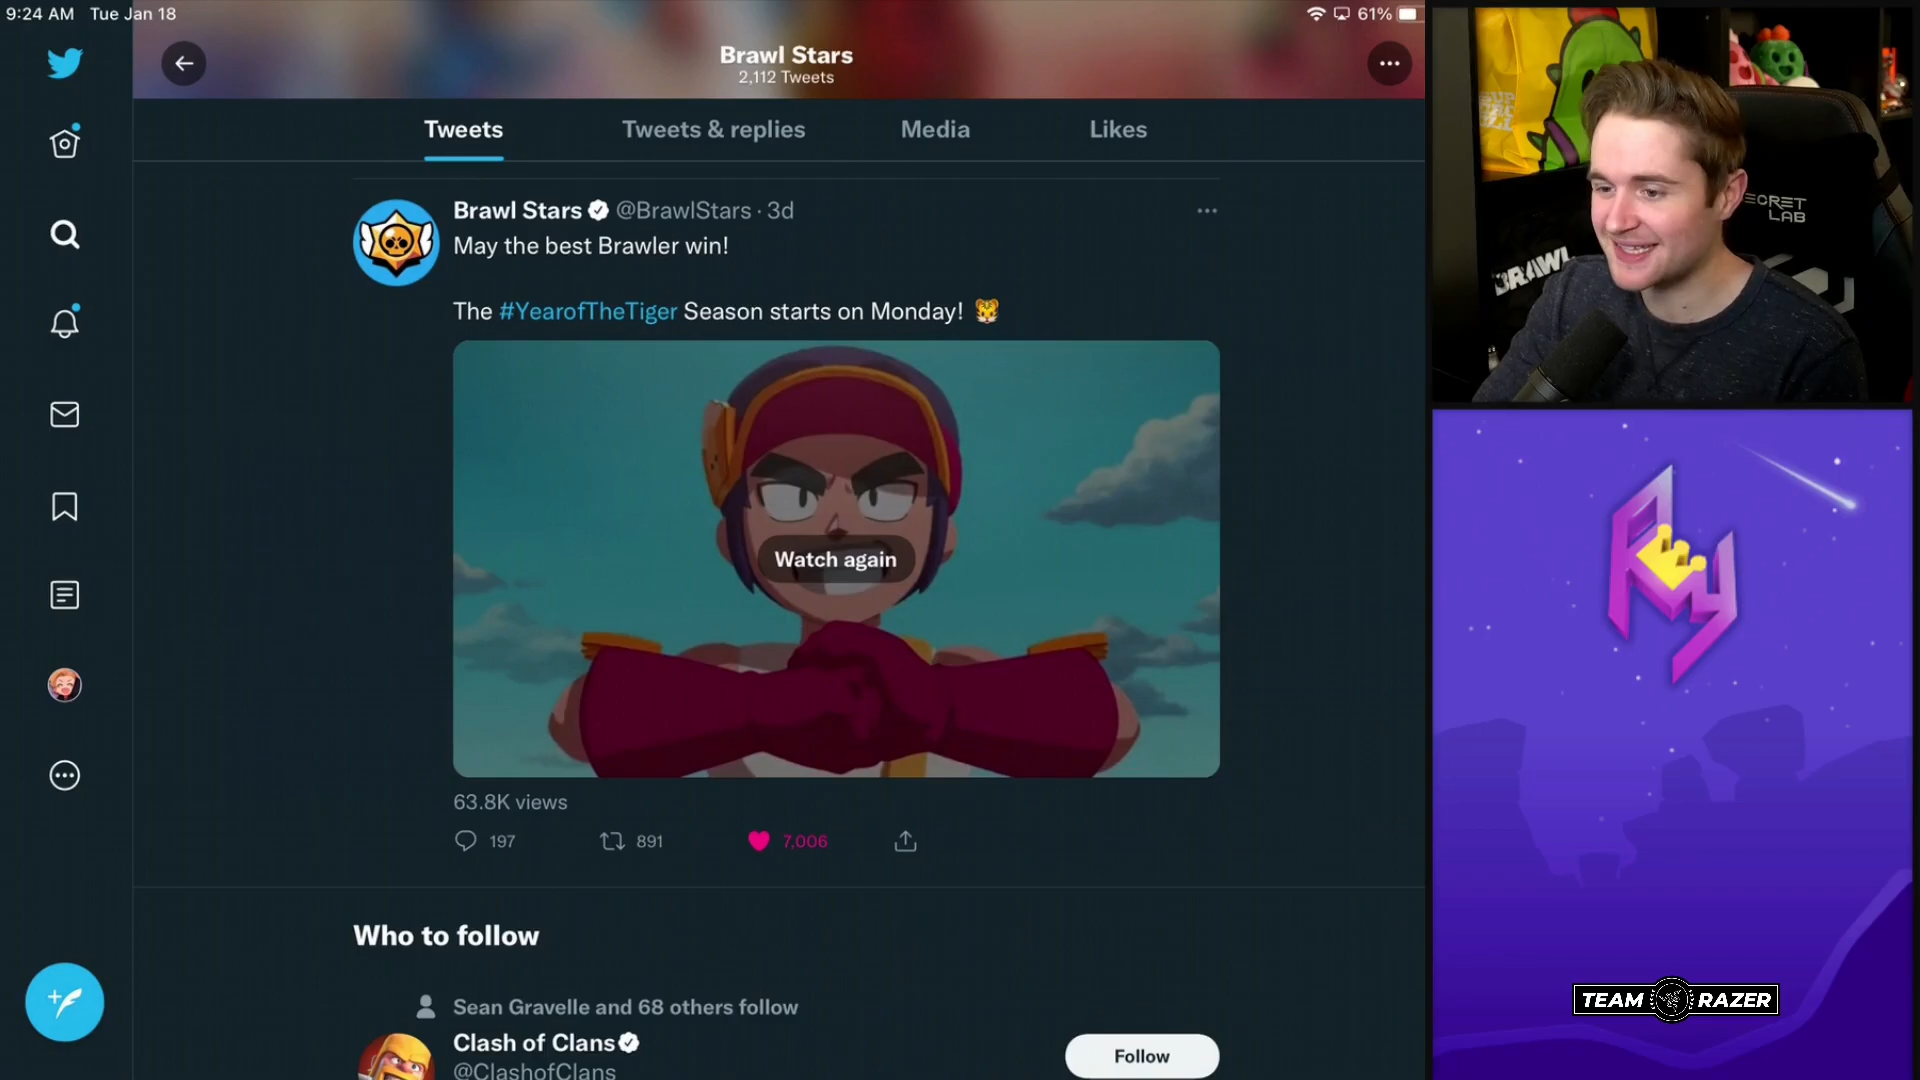 9:24 AM Tue Jan 18
61%
Brawl Stars
2,112 Tweets
Tweets
Tweets & replies
Media
Likes
Brawl Stars @BrawlStars · 3d
May the best Brawler win!
The #YearofTheTiger Season starts on Monday! 🐯
Watch again
63.8K views
197
891
7,006
Who to follow
Sean Gravelle and 68 others follow
Clash of Clans
@ClashofClans
Follow
BRAWL
SECRET
LAB
Ray
TEAM RAZER